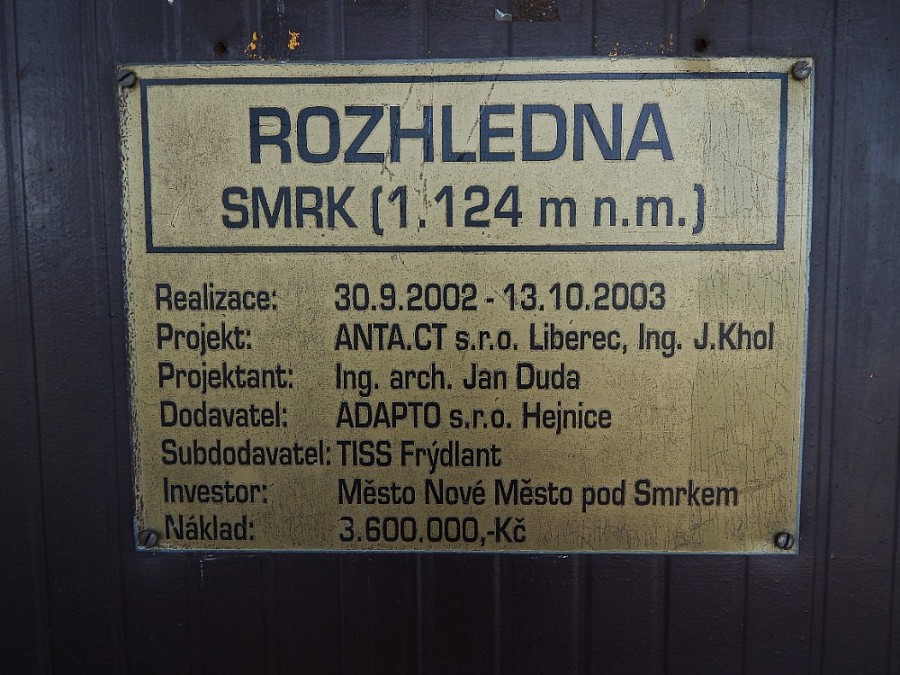 ROZHLEDNA
SMRK (1.124 m n.m.)
Realizace: 30.9.2002 - 13.10.2003
Projekt: ANTA.CT s.r.o. Liberec, Ing. J.Khol
Projektant: Ing. arch. Jan Duda
Dodavatel: ADAPTO s.r.o. Hejnice
Subdodavatel: TISS Frýdlant
Investor: Město Nové Město pod Smrkem
Náklad: 3.600.000,-Kč